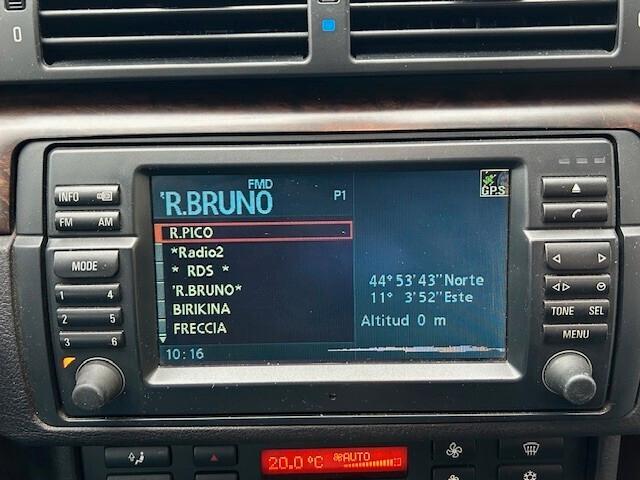 0
INFO
FM AM
MODE
1 4
2 5
3 6
FMD
'R.BRUNO
P1
GPS
R.PICO
*Radio2
* RDS *
'R.BRUNO*
BIRIKINA
FRECCIA
44°53'43"Norte
11° 3'52"Este
Altitud 0 m
10:16
TONE SEL
MENU
20.0°C AUTO